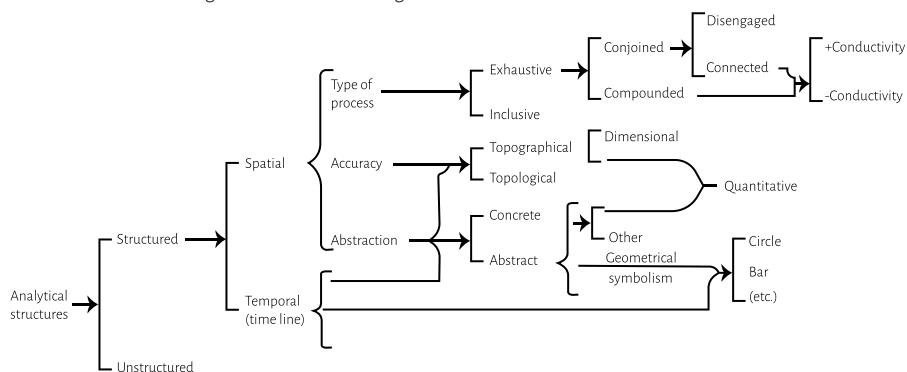 Disengaged
Conjoined
+Conductivity
Connected
Exhaustive
Type of
process
Compounded
-Conductivity
Inclusive
Dimensional
Topographical
Spatial
Accuracy
Topological
Quantitative
Concrete
Structured
Abstraction
Other
Circle
Abstract
Geometrical
symbolism
Bar
Analytical
structures
Temporal
(time line)
(etc.)
Unstructured